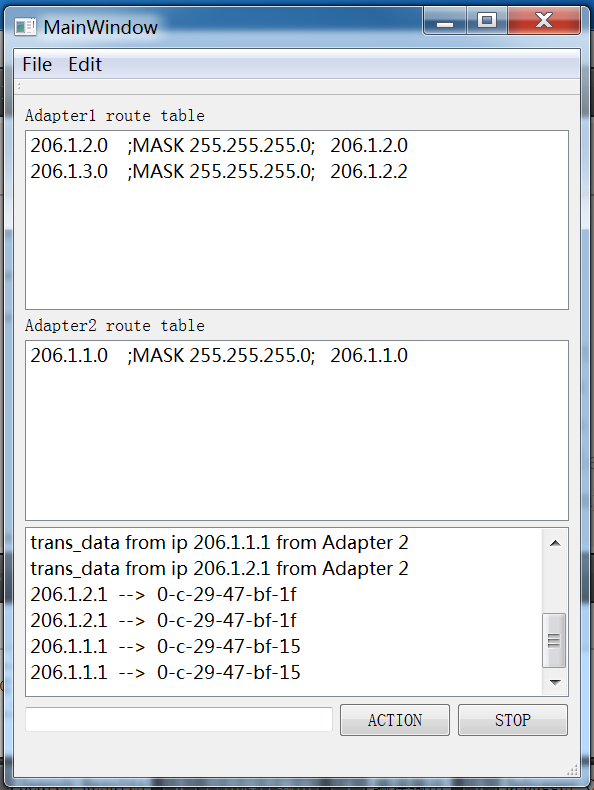 MainWindow
File Edit
Adapter1 route table
206.1.2.0 ;MASK 255.255.255.0; 206.1.2.0
206.1.3.0 ;MASK 255.255.255.0; 206.1.2.2
Adapter2 route table
206.1.1.0 ;MASK 255.255.255.0; 206.1.1.0
trans_data from ip 206.1.1.1 from Adapter 2
trans_data from ip 206.1.2.1 from Adapter 2
206.1.2.1 --> 0-c-29-47-bf-1f
206.1.2.1 --> 0-c-29-47-bf-1f
206.1.1.1 --> 0-c-29-47-bf-15
206.1.1.1 --> 0-c-29-47-bf-15
ACTION STOP